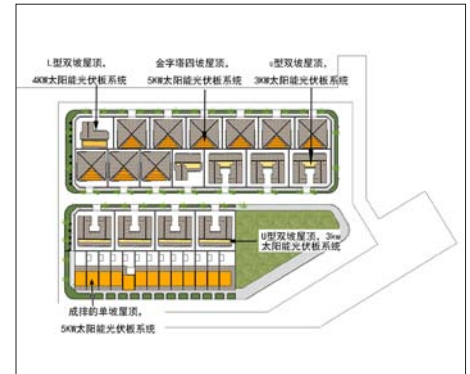 L型双坡屋顶，
4KW太阳能光伏板系统
金字塔四坡屋顶，
5KW太阳能光伏板系统
u型双坡屋顶，
3KW太阳能光伏板系统
U型双坡屋顶，3kw
太阳能光伏板系统
成排的单坡屋顶，
5KW太阳能光伏板系统